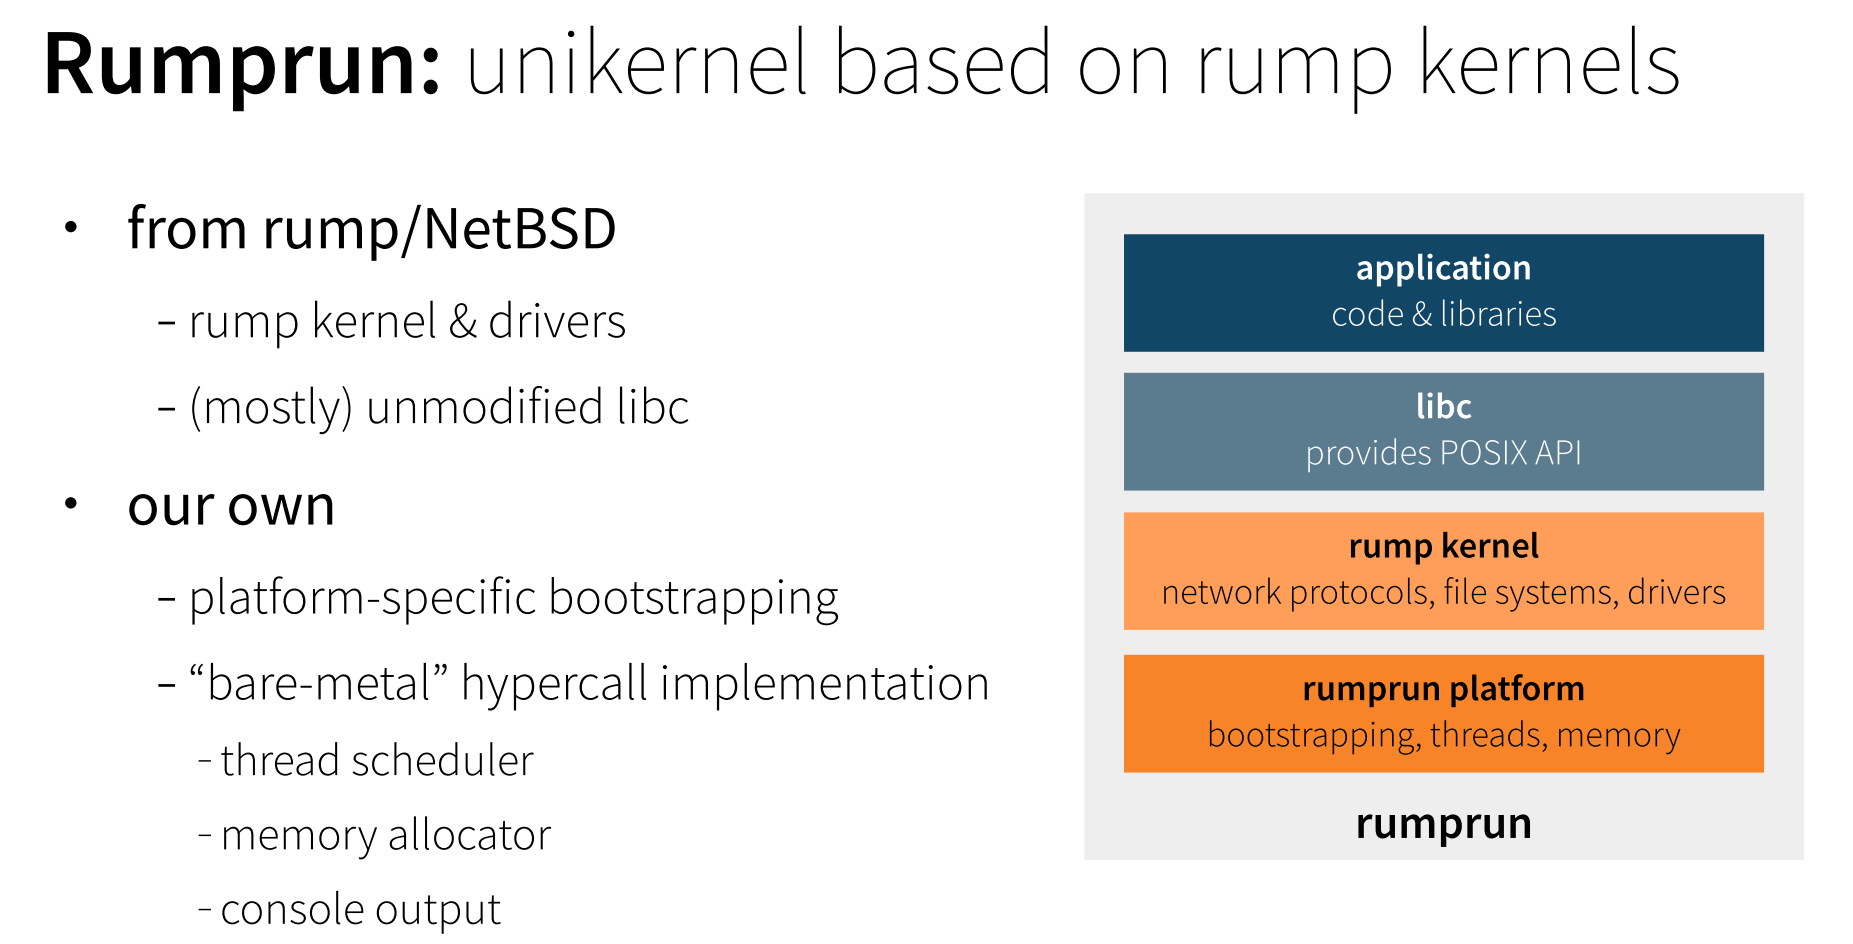 Rumprun: unikernel based on rump kernels
• from rump/NetBSD
– rump kernel & drivers
– (mostly) unmodified libc
• our own
– platform-specific bootstrapping
– “bare-metal” hypercall implementation
- thread scheduler
- memory allocator
- console output
application
code & libraries
libc
provides POSIX API
rump kernel
network protocols, file systems, drivers
rumprun platform
bootstrapping, threads, memory
rumprun